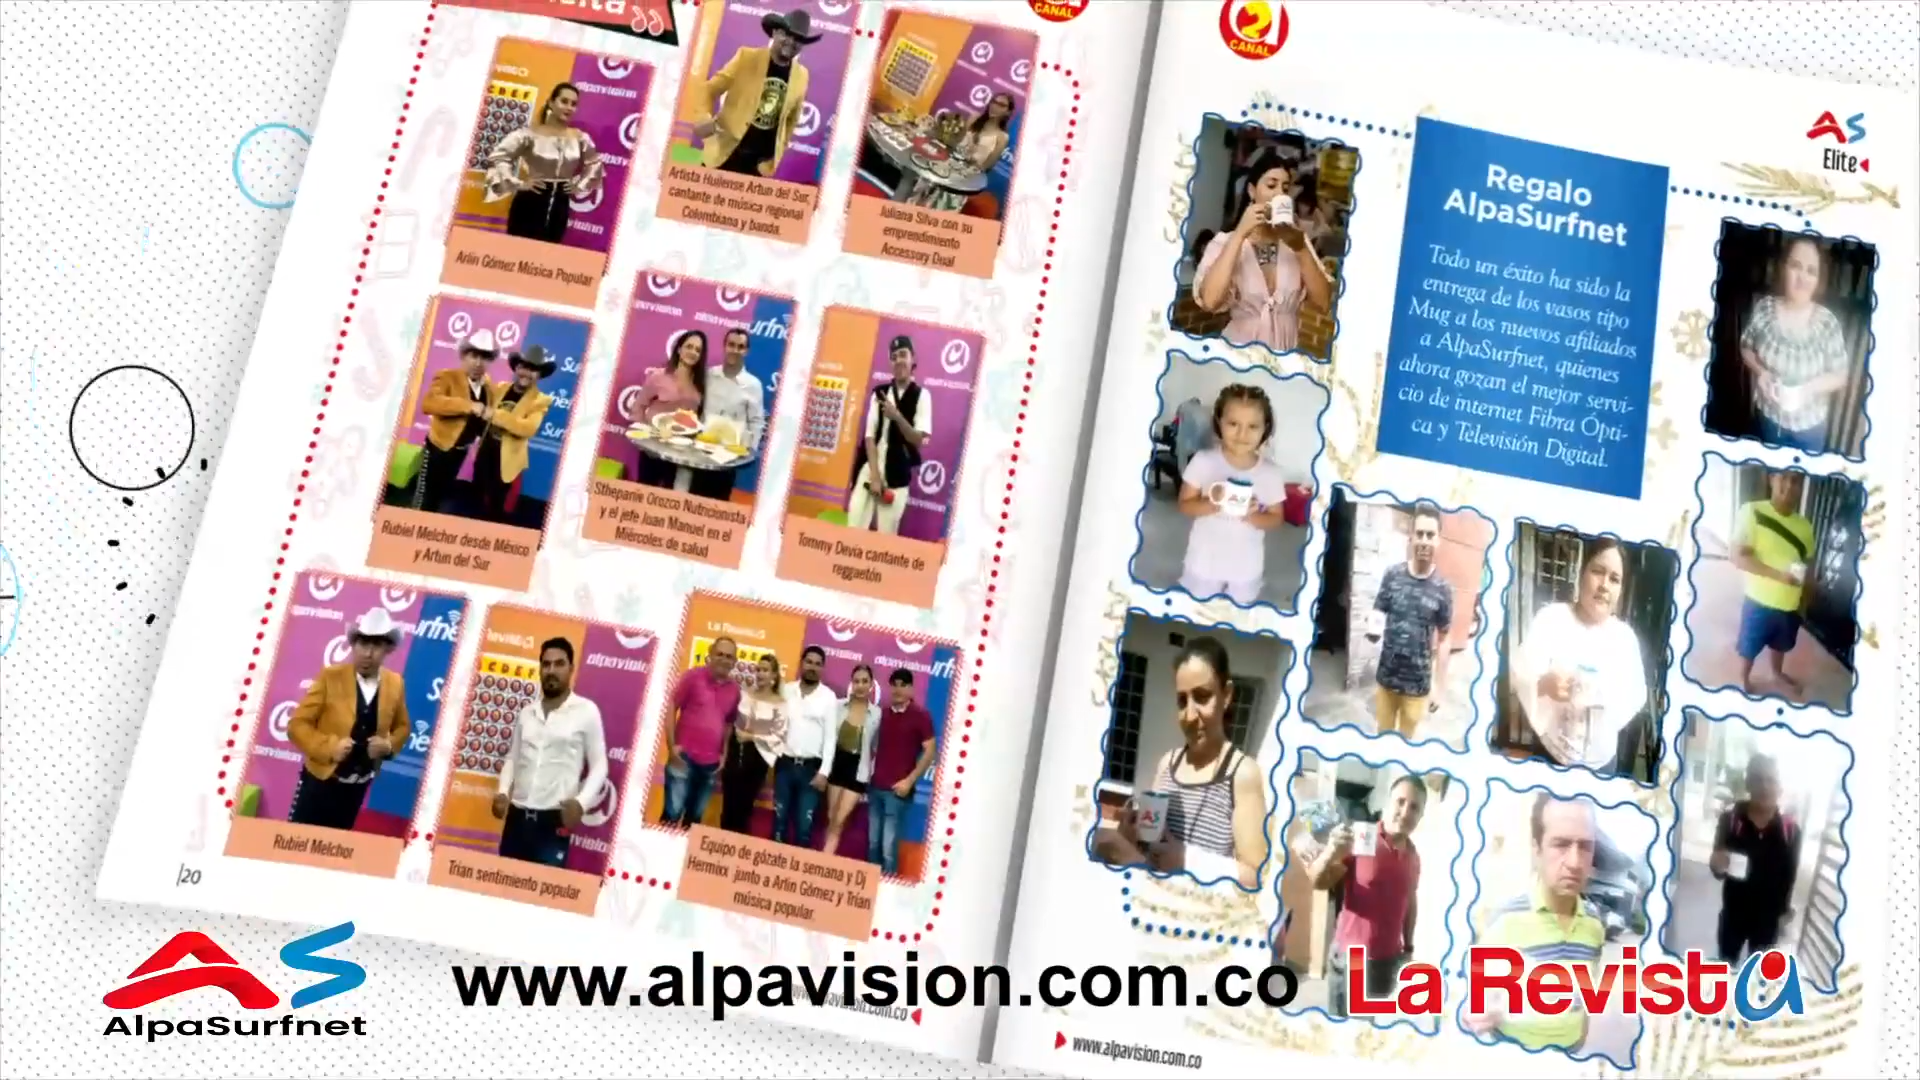 CANAL
2
CANAL
AS
Elite
Arlin Gómez Música Popular
Artista Huilense Artun del Sur,
cantante de música regional
Colombiana y banda.
Juliana Silva con su
emprendimiento
Accessory Dual
Rubiel Melchor desde México
y Artun del Sur
Sthepanie Orozco Nutricionista
y el jefe Juan Manuel en el
Miércoles de salud
Tommy Devia cantante de
reggaetón
Rubiel Melchor
Trian sentimiento popular
Equipo de gózate la semana y Dj
Hermixx junto a Arlin Gómez y Trian
música popular.
|20
Regalo
AlpaSurfnet
Todo un éxito ha sido la
entrega de los vasos tipo
Mug a los nuevos afiliados
a AlpaSurfnet, quienes
ahora gozan el mejor servi-
cio de internet Fibra Ópti-
ca y Televisión Digital.
AS
AlpaSurfnet
www.alpavision.com.co
La Revista
www.alpavision.com.co